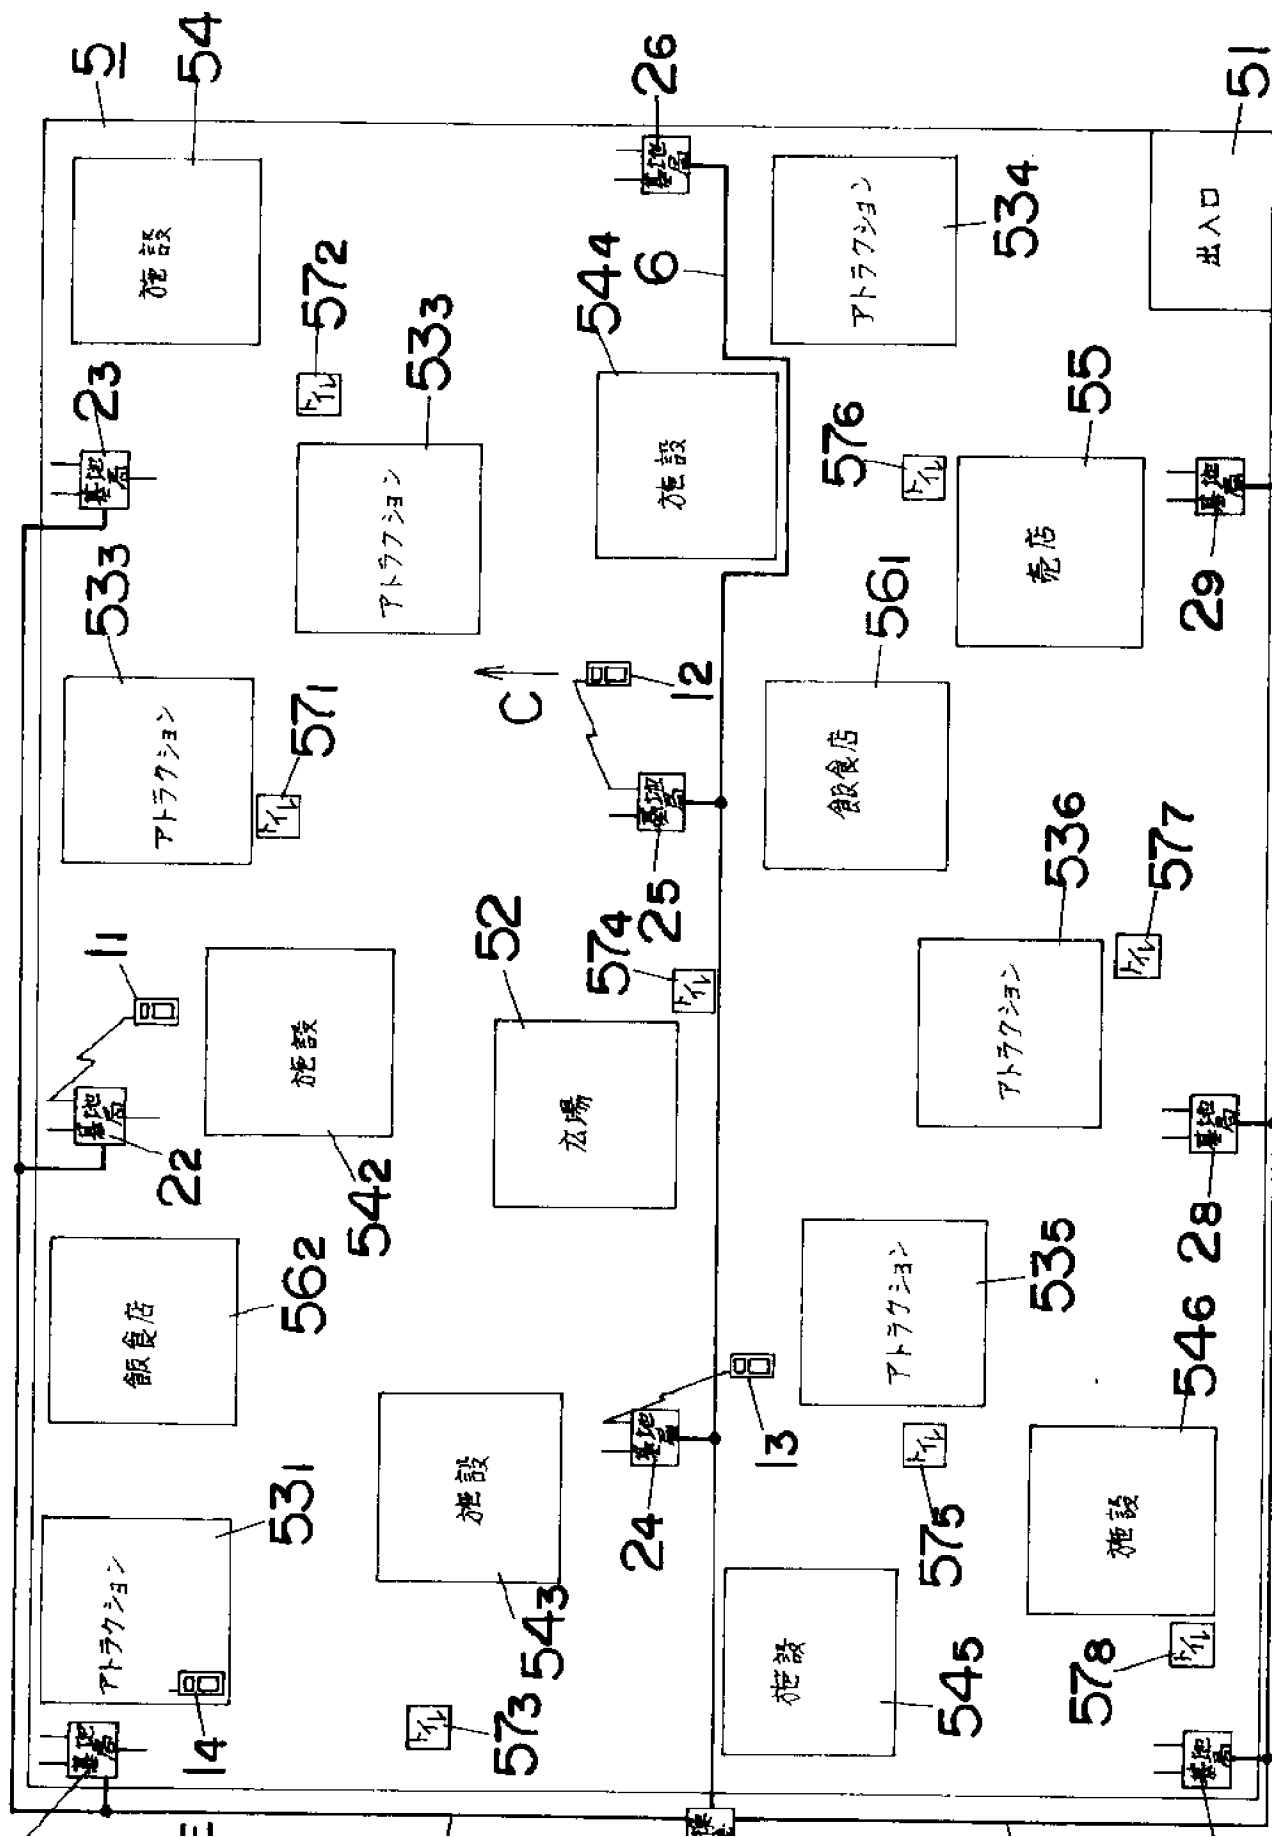 5
54
施設
2₃
基地局
57₂
トイレ
53₃
アトラクション
53₃
アトラクション
57₁
トイレ
11
基地局
2₂
施設
54₂
飲食店
56₂
アトラクション
53₁
14
基地局
施設
54₃
57₃
トイレ
2₆
基地局
6
54₄
施設
C
12
基地局
2₅
57₄
トイレ
52
広場
基地局
2₄
13
53₄
アトラクション
出入口
51
57₆
トイレ
55
売店
基地局
2₉
56₁
飲食店
53₆
アトラクション
57₇
トイレ
基地局
2₈
53₅
アトラクション
トイレ
57₅
54₆
施設
施設
54₅
57₈
トイレ
基地局